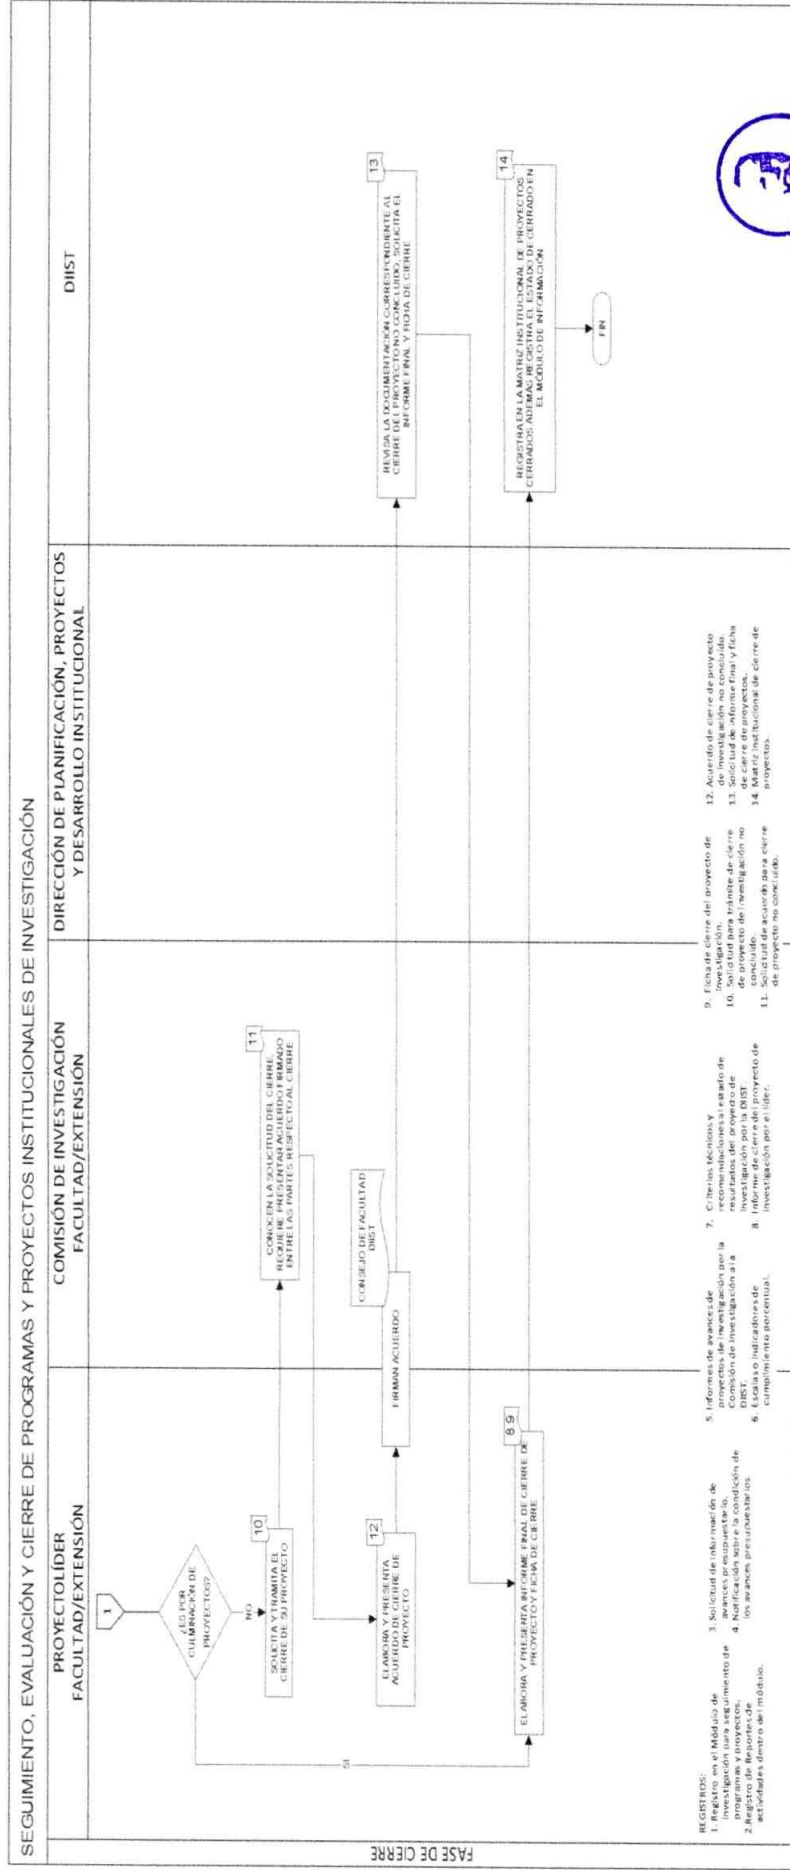 SEGUIMIENTO, EVALUACIÓN Y CIERRE DE PROGRAMAS Y PROYECTOS INSTITUCIONALES DE INVESTIGACIÓN
PROYECTO LÍDER
FACULTAD/EXTENSIÓN
COMISIÓN DE INVESTIGACIÓN
FACULTAD/EXTENSIÓN
DIRECCIÓN DE PLANIFICACIÓN, PROYECTOS
Y DESARROLLO INSTITUCIONAL
DIIST
FASE DE CIERRE
1
¿ES POR
CULMINACIÓN DE
PROYECTOS?
NO
SI
10
SOLICITA Y TRAMITA EL
CIERRE DE SU PROYECTO
11
CONOCEN LA SOLICITUD DEL CIERRE,
REQUIERE PRESENTAR ACUERDO FIRMADO
ENTRE LAS PARTES RESPECTO AL CIERRE
12
ELABORA Y PRESENTA
ACUERDO DE CIERRE DE
PROYECTO
FIRMAN ACUERDO
CONSEJO DE FACULTAD
DIIST
13
REVISA LA DOCUMENTACIÓN CORRESPONDIENTE AL
CIERRE DEL PROYECTO NO CONCLUIDO, SOLICITA EL
INFORME FINAL Y FICHA DE CIERRE
8.9
ELABORA Y PRESENTA INFORME FINAL DE CIERRE DE
PROYECTO Y FICHA DE CIERRE
14
REGISTRA EN LA MATRIZ INSTITUCIONAL DE PROYECTOS
CERRADOS ADEMÁS REGISTRA EL ESTADO DE CERRADO EN
EL MÓDULO DE INFORMACIÓN
FIN
REGISTROS:
1. Registro en el Módulo de
Investigación para seguimiento de
programas y proyectos.
2. Registro de Reportes de
actividades dentro del módulo.
3. Solicitud de información de
avances presupuestario.
4. Notificación sobre la condición de
los avances presupuestarios.
5. Informes de avances de
proyectos de investigación por la
Comisión de Investigación a la
DIIST.
6. Escalas o indicadores de
cumplimiento porcentual.
7. Criterios técnicos y
recomendaciones al estado de
resultados del proyecto de
Investigación por la DIIST.
8. Informe de cierre del proyecto de
Investigación por el líder.
9. Ficha de cierre del proyecto de
Investigación.
10. Solicitud para trámite de cierre
de proyecto de investigación no
concluido.
11. Solicitud de acuerdo para cierre
de proyecto no concluido.
12. Acuerdo de cierre de proyecto
de investigación no concluido.
13. Solicitud de informe final y ficha
de cierre de proyectos.
14. Matriz institucional de cierre de
proyectos.